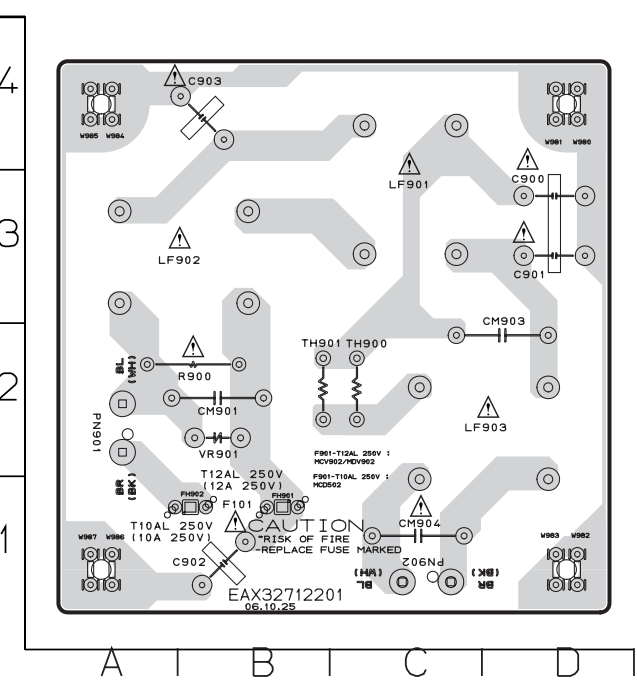 4
C903
W985 W984
W981 W980
C900
LF901
3
LF902
C901
CM903
TH901 TH900
BL
(WH)
R900
2
CM901
LF903
PN901
VR901
F901-T12AL 250V :
MCV902/MDV902
T12AL 250V
(12A 250V)
F901-T10AL 250V :
MCD502
BR
(BK)
FH902
F101
FH901
T10AL 250V
(10A 250V)
CAUTION
"RISK OF FIRE
-REPLACE FUSE MARKED
CM904
1
W987 W986
W983 W982
C902
PN902
(WH)
BL
(BK)
BR
EAX32712201
06.10.25
A B C D